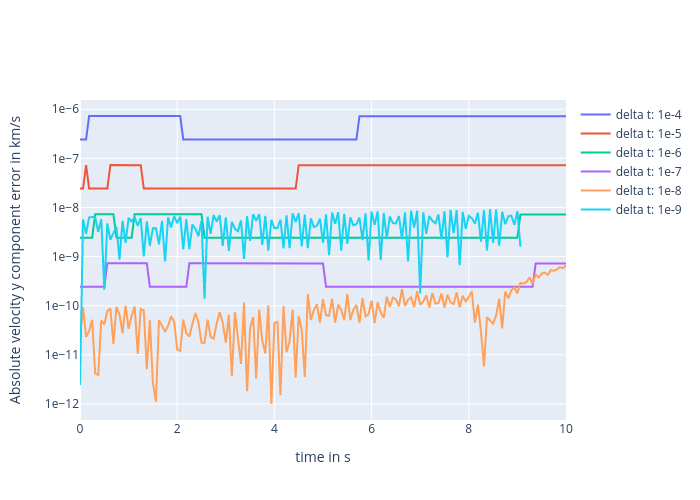 Absolute velocity y component error in km/s
1e−6
1e−7
1e−8
1e−9
1e−10
1e−11
1e−12
0
2
4
6
8
10
time in s
delta t: 1e-4
delta t: 1e-5
delta t: 1e-6
delta t: 1e-7
delta t: 1e-8
delta t: 1e-9